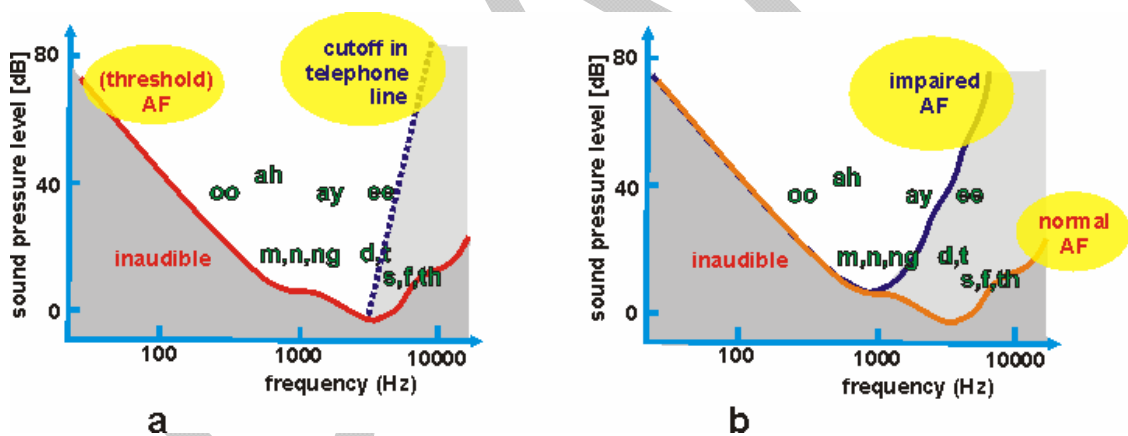 80
40
0
sound pressure level [dB]
(threshold)
AF
cutoff in
telephone
line
oo
ah
ay
ee
m,n,ng
d,t
s,f,th
inaudible
100
1000
10000
frequency (Hz)
a
80
40
0
sound pressure level [dB]
impaired
AF
oo
ah
ay
ee
m,n,ng
d,t
s,f,th
normal
AF
inaudible
100
1000
10000
frequency (Hz)
b